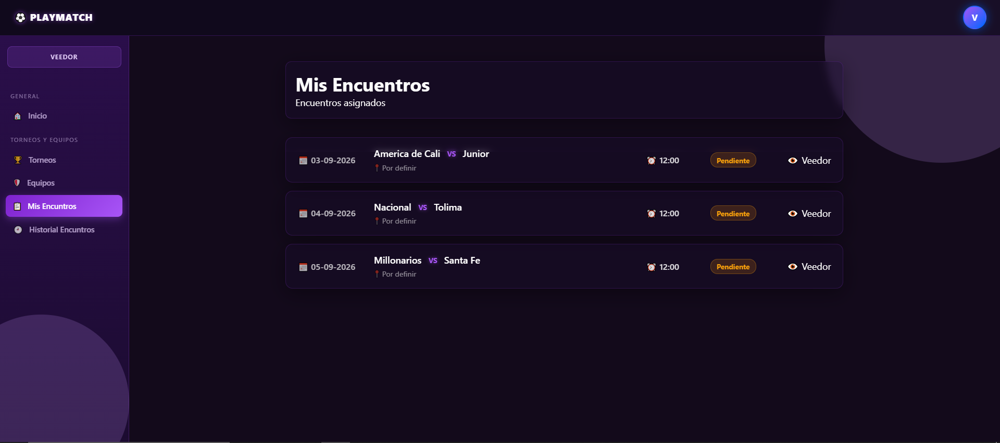 PLAYMATCH
V
VEEDOR
GENERAL
Inicio
TORNEOS Y EQUIPOS
Torneos
Equipos
Mis Encuntros
Historial Encuntros
Mis Encuentros
Encuentros asignados
03-09-2026
America de Cali VS Junior
Por definir
12:00
Pendiente
Veedor
04-09-2026
Nacional VS Tolima
Por definir
12:00
Pendiente
Veedor
05-09-2026
Millonarios VS Santa Fe
Por definir
12:00
Pendiente
Veedor